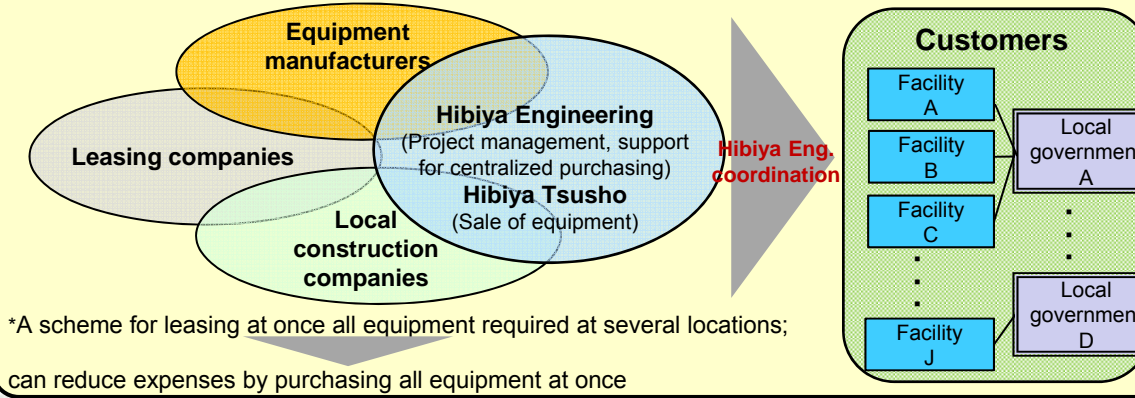 Equipment
manufacturers
Leasing companies
Hibiya Engineering
(Project management, support
for centralized purchasing)
Hibiya Tsusho
(Sale of equipment)
Local
construction
companies
Hibiya Eng.
coordination
Customers
Facility
A
Facility
B
Facility
C
Facility
J
Local
government
A
Local
government
D
*A scheme for leasing at once all equipment required at several locations;
can reduce expenses by purchasing all equipment at once